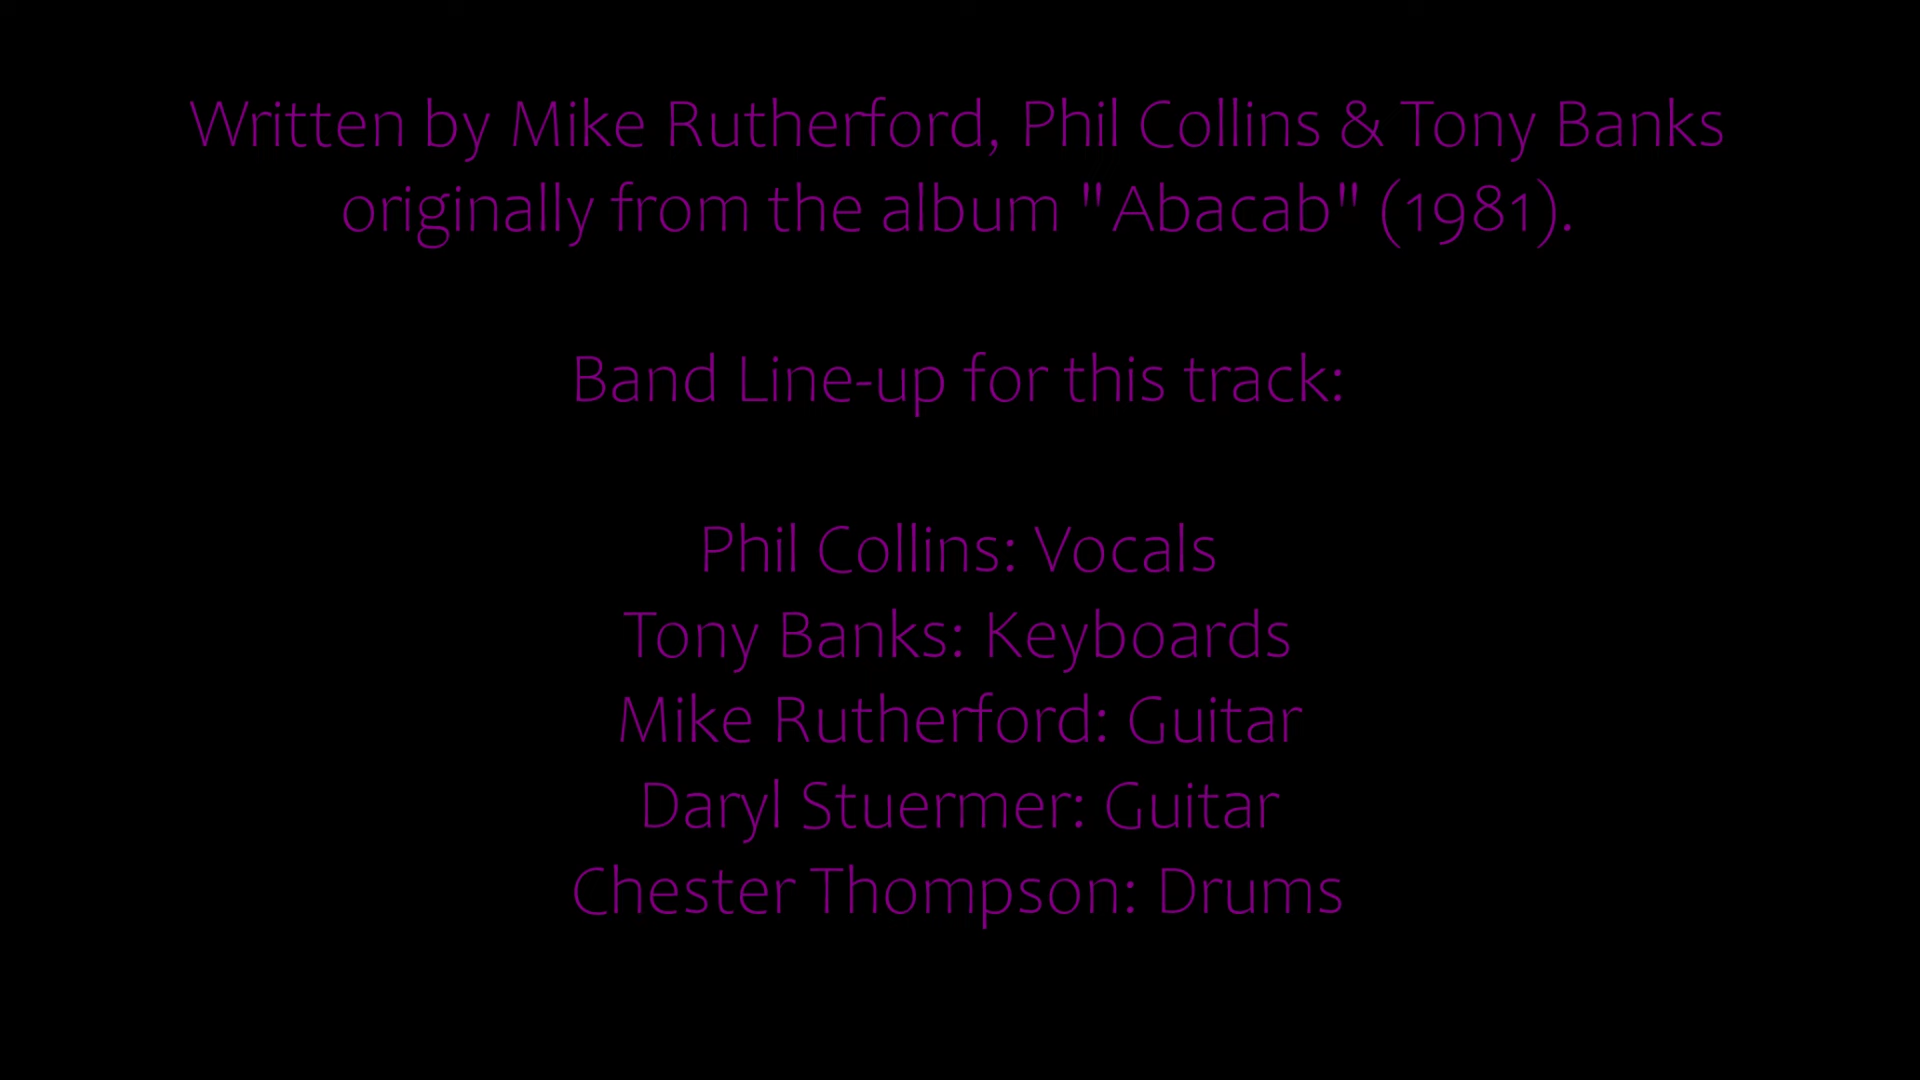 Written by Mike Rutherford, Phil Collins & Tony Banks
originally from the album "Abacab" (1981).
Band Line-up for this track:
Phil Collins: Vocals
Tony Banks: Keyboards
Mike Rutherford: Guitar
Daryl Stuermer: Guitar
Chester Thompson: Drums